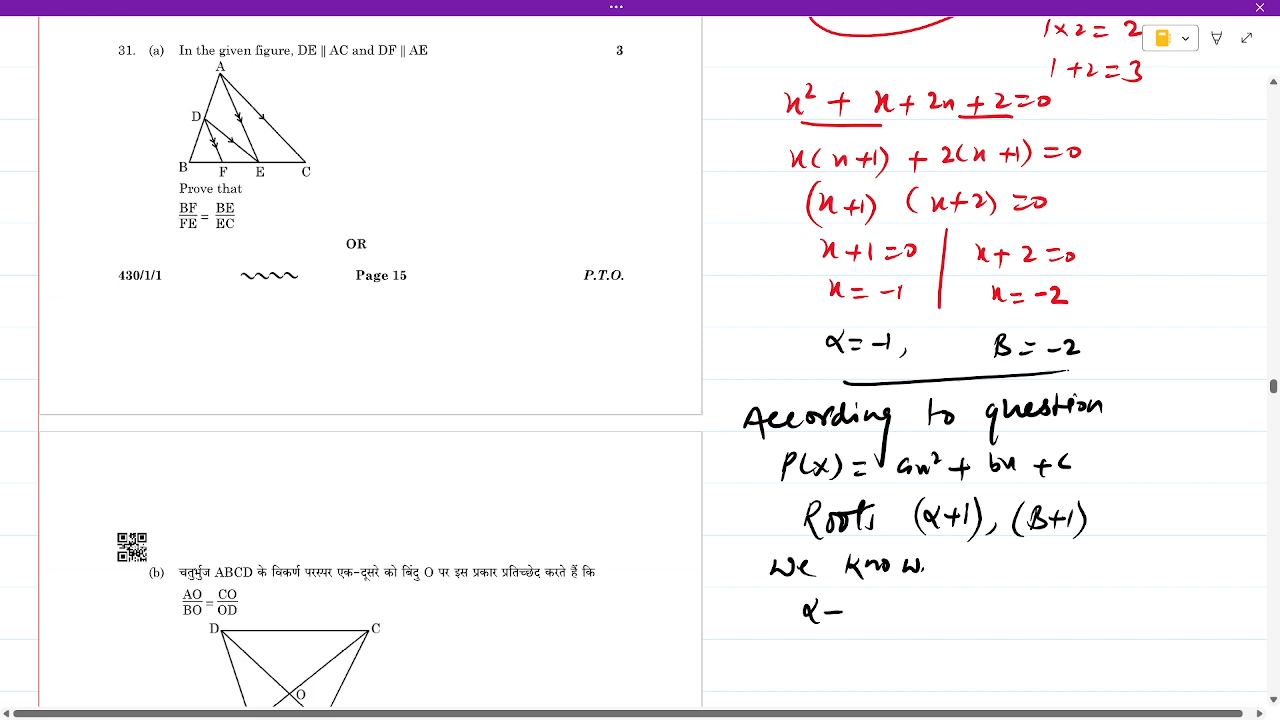 31. (a) In the given figure, DE || AC and DF || AE 3
A
D
B F E C
Prove that
BF/FE = BE/EC
OR
430/1/1 Page 15 P.T.O.
(b) चतुर्भुज ABCD के विकर्ण परस्पर एक-दूसरे को बिंदु O पर इस प्रकार प्रतिच्छेद करते हैं कि
AO/BO = CO/OD
D C
O
1 × 2 = 2
1 + 2 = 3
x² + x + 2x + 2 = 0
x(x+1) + 2(x+1) = 0
(x+1) (x+2) = 0
x+1=0 | x+2=0
x = -1 | x = -2
α = -1, β = -2
According to question
P(x) = ax² + bx + c
Roots (α+1), (β+1)
we know.
α -